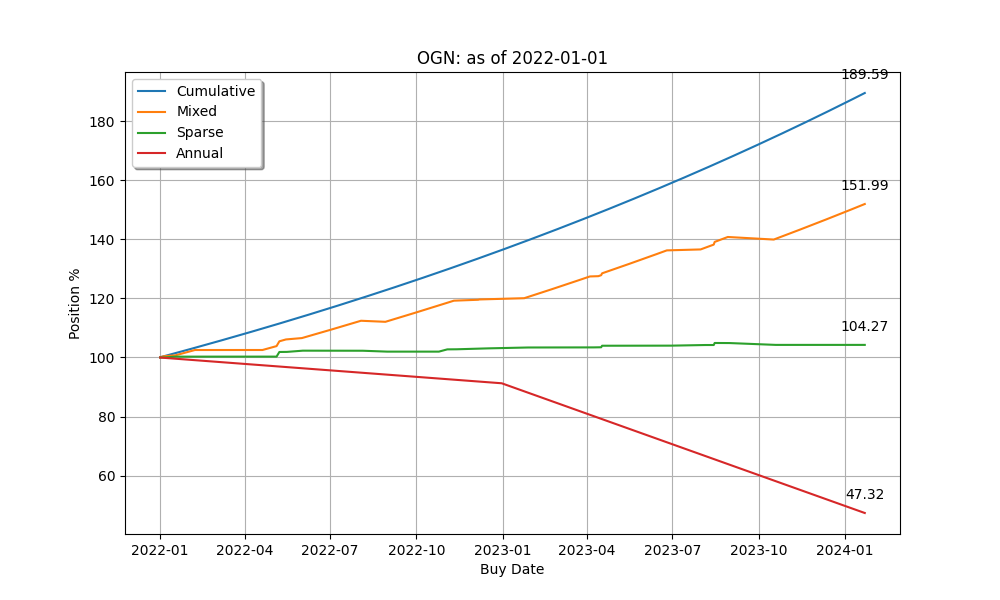 OGN: as of 2022-01-01
Cumulative
Mixed
Sparse
Annual
189.59
151.99
104.27
47.32
Position %
180
160
140
120
100
80
60
2022-01 2022-04 2022-07 2022-10 2023-01 2023-04 2023-07 2023-10 2024-01
Buy Date